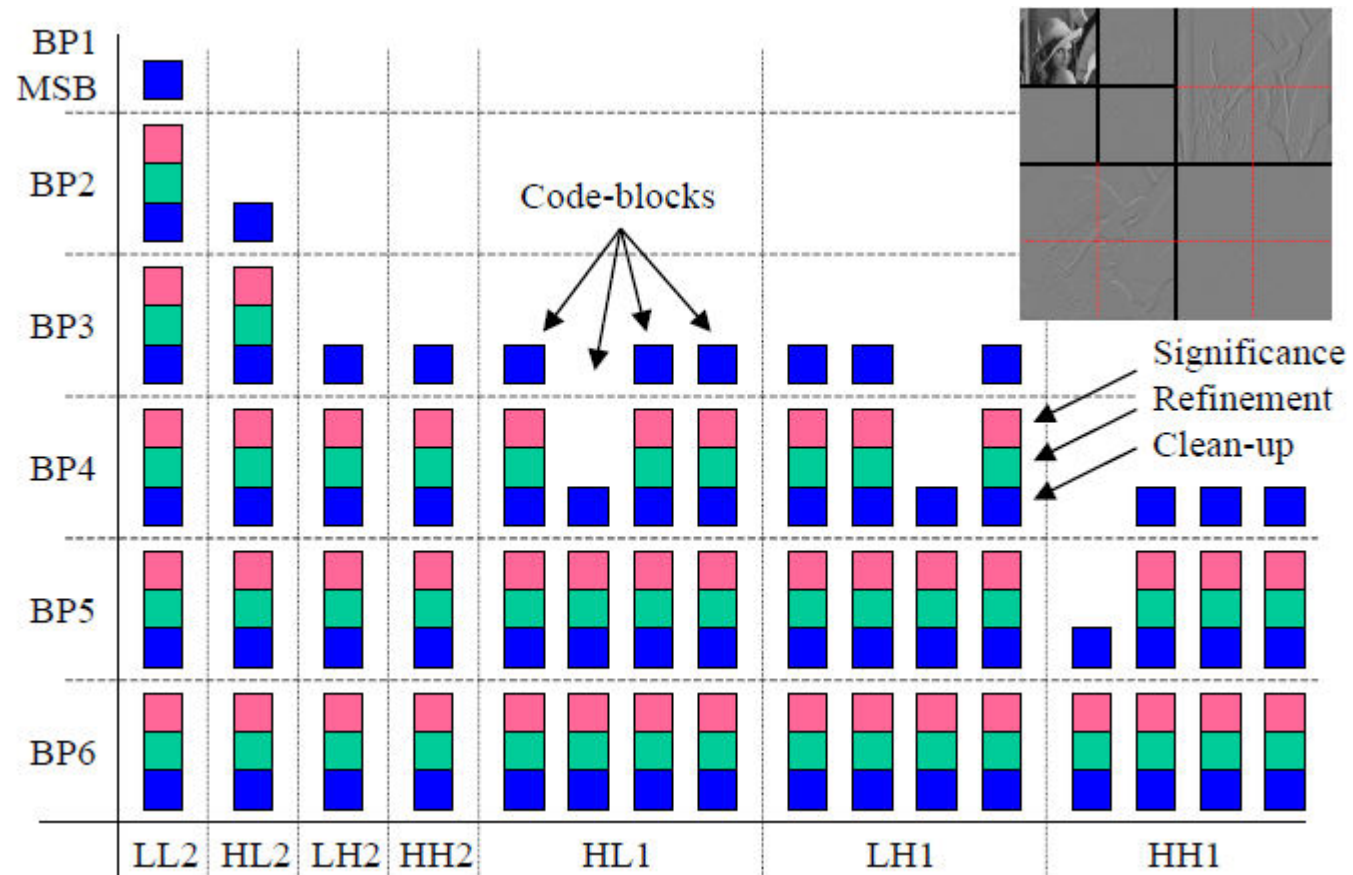 BP1
MSB
BP2
BP3
BP4
BP5
BP6
Code-blocks
Significance
Refinement
Clean-up
LL2 HL2 LH2 HH2 HL1 LH1 HH1